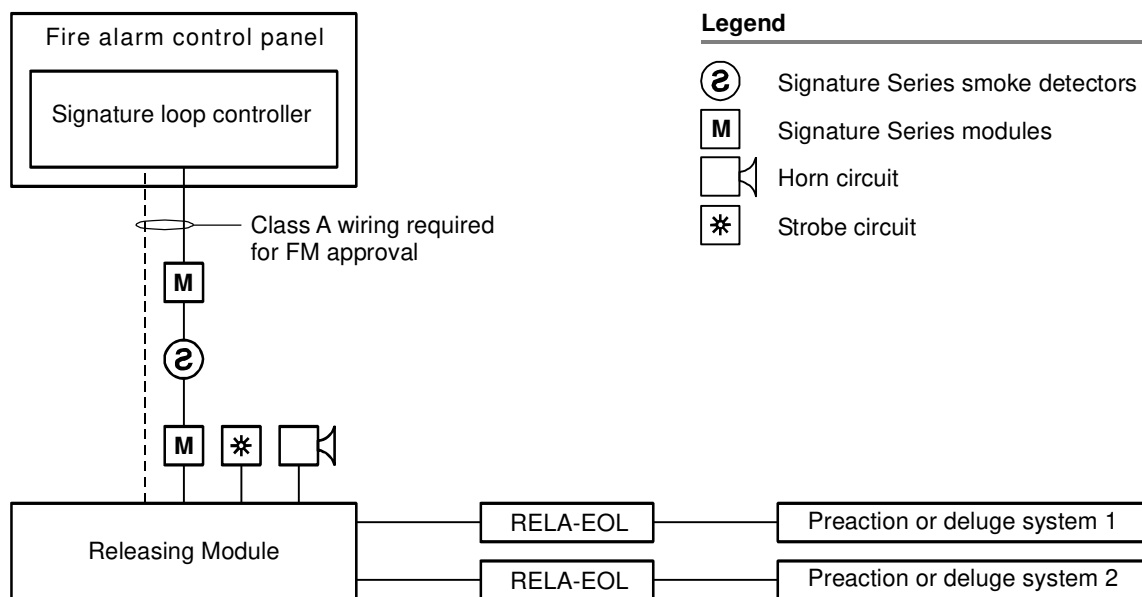 Fire alarm control panel
Signature loop controller
Class A wiring required
for FM approval
M
M
Releasing Module
RELA-EOL
Preaction or deluge system 1
RELA-EOL
Preaction or deluge system 2
Legend
S
Signature Series smoke detectors
M
Signature Series modules
Horn circuit
Strobe circuit
S